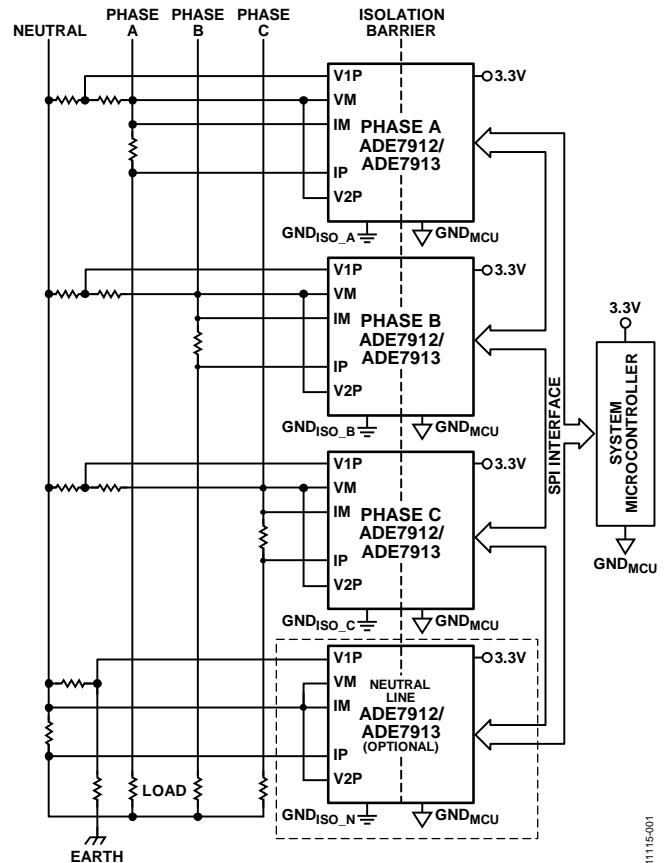 NEUTRAL
PHASE
A
PHASE
B
PHASE
C
ISOLATION
BARRIER
V1P
VM
IM
IP
V2P
PHASE A
ADE7912/
ADE7913
3.3V
GNDISO_A
GNDMCU
V1P
VM
IM
IP
V2P
PHASE B
ADE7912/
ADE7913
3.3V
GNDISO_B
GNDMCU
V1P
VM
IM
IP
V2P
PHASE C
ADE7912/
ADE7913
3.3V
GNDISO_C
GNDMCU
V1P
VM
IM
IP
V2P
NEUTRAL
LINE
ADE7912/
ADE7913
(OPTIONAL)
3.3V
GNDISO_N
GNDMCU
LOAD
EARTH
SPI INTERFACE
3.3V
SYSTEM
MICROCONTROLLER
GNDMCU
11115-001